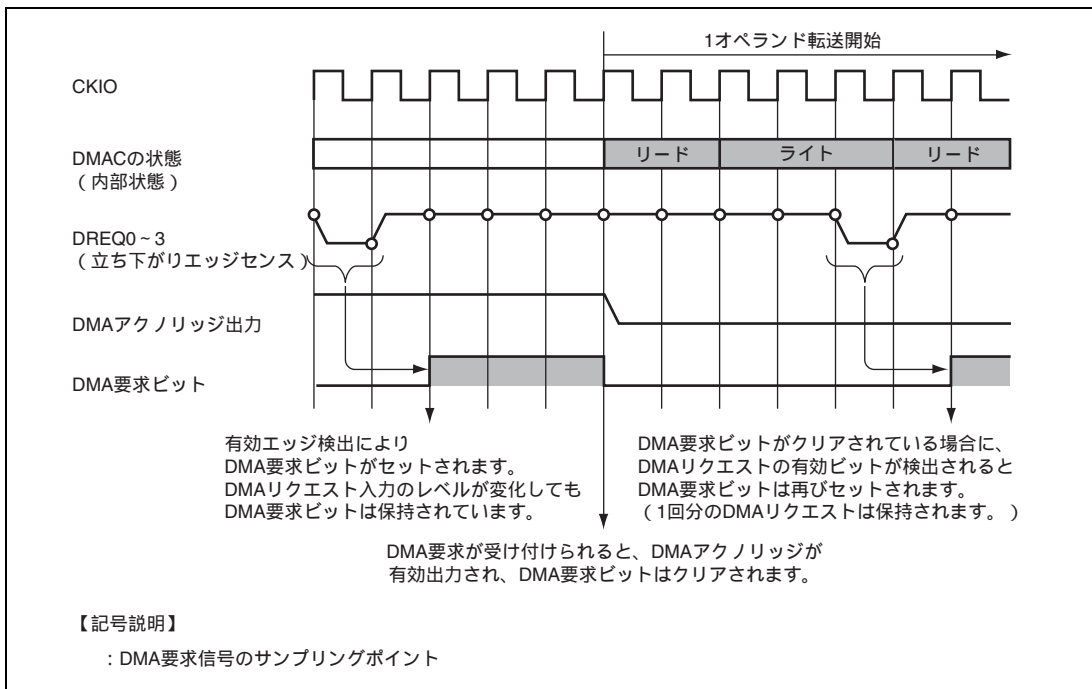 1オペランド転送開始
CKIO
DMACの状態
（内部状態）
リード
ライト
リード
DREQ0～3
（立ち下がりエッジセンス）
DMAアクノリッジ出力
DMA要求ビット
有効エッジ検出により
DMA要求ビットがセットされます。
DMAリクエスト入力のレベルが変化しても
DMA要求ビットは保持されています。
DMA要求ビットがクリアされている場合に、
DMAリクエストの有効ビットが検出されると
DMA要求ビットは再びセットされます。
（1回分のDMAリクエストは保持されます。）
DMA要求が受け付けられると、DMAアクノリッジが
有効出力され、DMA要求ビットはクリアされます。
【記号説明】
：DMA要求信号のサンプリングポイント